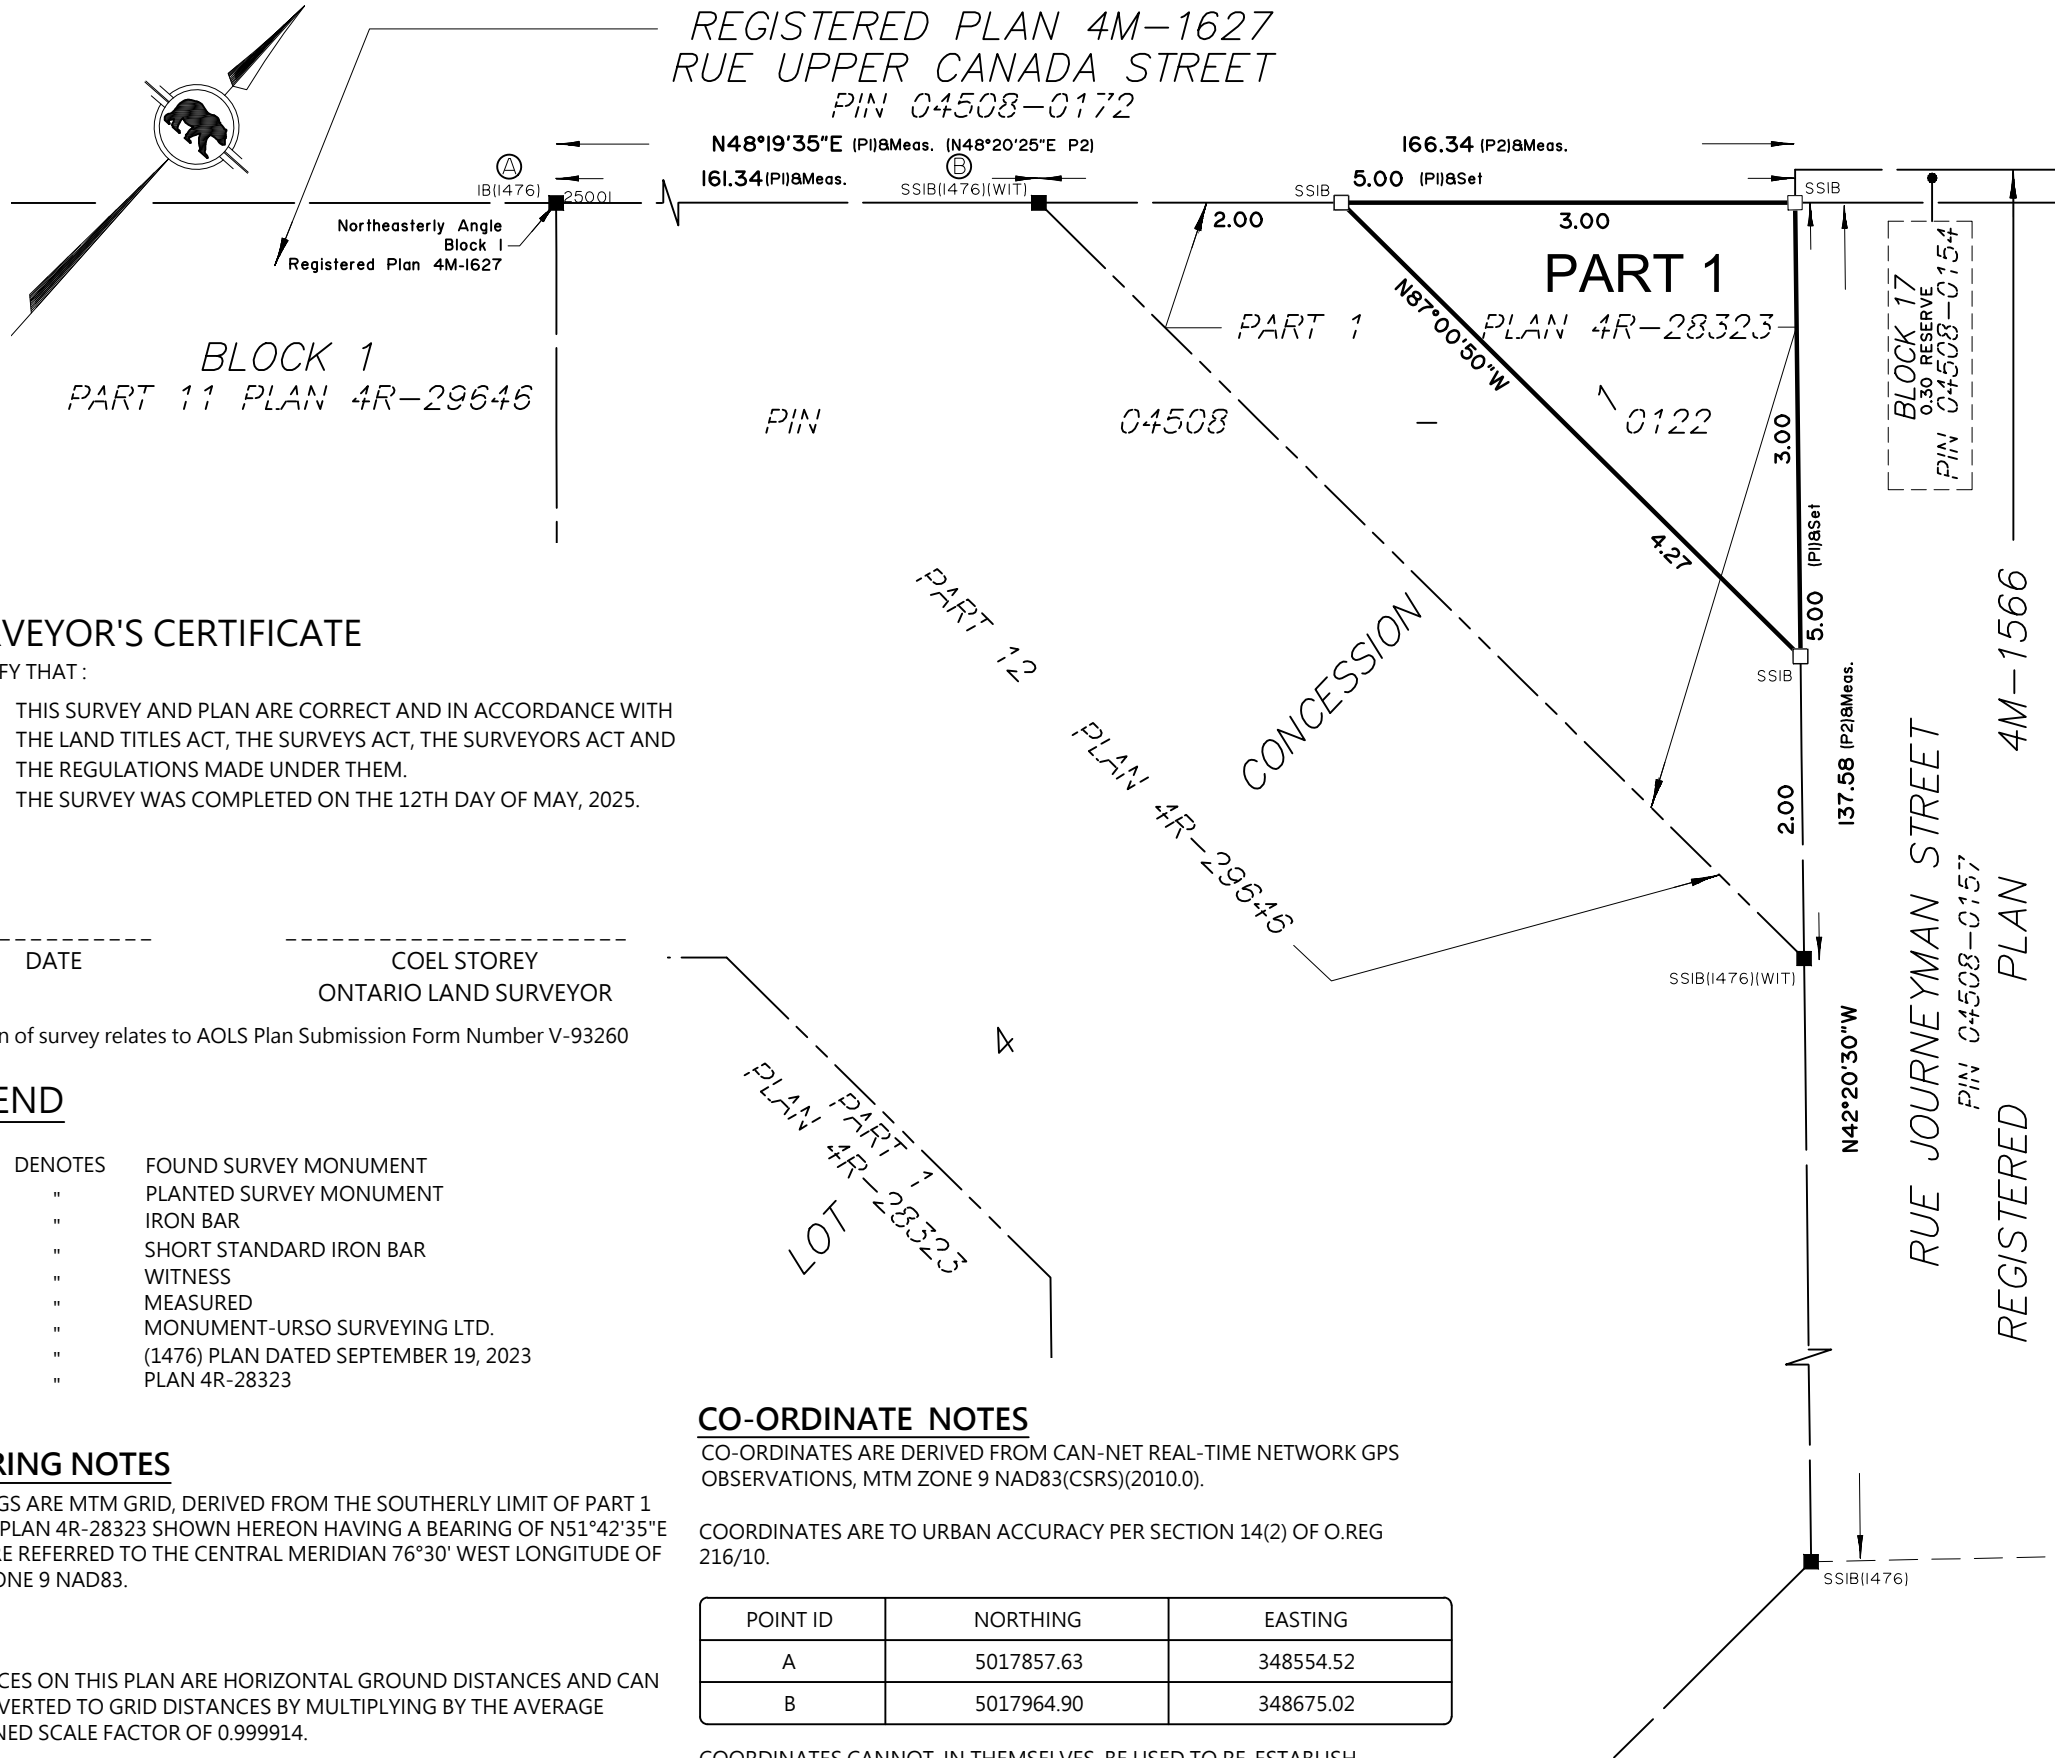 REGISTERED PLAN 4M-1627
RUE UPPER CANADA STREET
PIN 04508-0172
N48°19'35"E (P1)&Meas. (N48°20'25"E P2)
166.34 (P2)&Meas.
A
B
161.34 (P1)&Meas.
5.00 (P1)&Set
IB(1476)
25001
SSIB(1476)(WIT)
SSIB
SSIB
Northeasterly Angle
Block 1
Registered Plan 4M-1627
2.00
3.00
PART 1
N87°00'50"W
PART 1 PLAN 4R-28323
BLOCK 17
0.30 RESERVE
PIN 04508-0154
BLOCK 1
PART 11 PLAN 4R-29646
PIN 04508 - 0122
1
3.00
4.27
5.00 (P1)&Set
SSIB
137.58 (P2)&Meas.
2.00
PART 12 PLAN 4R-29646
CONCESSION
SSIB(1476)(WIT)
N42°20'30"W
RUE JOURNEYMAN STREET
PIN 04508-0157
REGISTERED PLAN 4M-1566
RVEYOR'S CERTIFICATE
FY THAT :
THIS SURVEY AND PLAN ARE CORRECT AND IN ACCORDANCE WITH
THE LAND TITLES ACT, THE SURVEYS ACT, THE SURVEYORS ACT AND
THE REGULATIONS MADE UNDER THEM.
THE SURVEY WAS COMPLETED ON THE 12TH DAY OF MAY, 2025.
DATE
COEL STOREY
ONTARIO LAND SURVEYOR
n of survey relates to AOLS Plan Submission Form Number V-93260
4
PART 1
PLAN 4R-28323
LOT
END
DENOTES FOUND SURVEY MONUMENT
" PLANTED SURVEY MONUMENT
" IRON BAR
" SHORT STANDARD IRON BAR
" WITNESS
" MEASURED
" MONUMENT-URSO SURVEYING LTD.
" (1476) PLAN DATED SEPTEMBER 19, 2023
" PLAN 4R-28323
RING NOTES
GS ARE MTM GRID, DERIVED FROM THE SOUTHERLY LIMIT OF PART 1
PLAN 4R-28323 SHOWN HEREON HAVING A BEARING OF N51°42'35"E
RE REFERRED TO THE CENTRAL MERIDIAN 76°30' WEST LONGITUDE OF
ONE 9 NAD83.
CES ON THIS PLAN ARE HORIZONTAL GROUND DISTANCES AND CAN
VERTED TO GRID DISTANCES BY MULTIPLYING BY THE AVERAGE
NED SCALE FACTOR OF 0.999914.
CO-ORDINATE NOTES
CO-ORDINATES ARE DERIVED FROM CAN-NET REAL-TIME NETWORK GPS
OBSERVATIONS, MTM ZONE 9 NAD83(CSRS)(2010.0).
COORDINATES ARE TO URBAN ACCURACY PER SECTION 14(2) OF O.REG
216/10.
POINT ID NORTHING EASTING
A 5017857.63 348554.52
B 5017964.90 348675.02
COORDINATES CANNOT, IN THEMSELVES, BE USED TO RE-ESTABLISH
SSIB(1476)